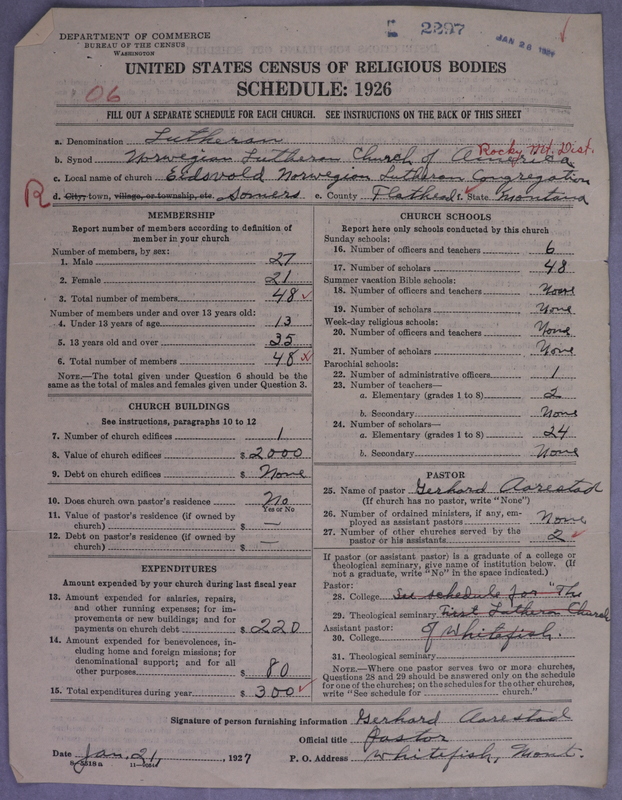 2297
JAN 26 1927
DEPARTMENT OF COMMERCE
BUREAU OF THE CENSUS
WASHINGTON
UNITED STATES CENSUS OF RELIGIOUS BODIES
06
SCHEDULE: 1926
FILL OUT A SEPARATE SCHEDULE FOR EACH CHURCH. SEE INSTRUCTIONS ON THE BACK OF THIS SHEET
a. Denomination Lutheran
Rocky Mt. Dist.
b. Synod Norwegian Lutheran Church of America
c. Local name of church Eidsvold Norwegian Lutheran Congregation
R d. City, town, village, or township, etc. Somers e. County Flathead f. State Montana
MEMBERSHIP
Report number of members according to definition of
member in your church
Number of members, by sex:
1. Male 27
2. Female 21
3. Total number of members 48
Number of members under and over 13 years old:
4. Under 13 years of age 13
5. 13 years old and over 35
6. Total number of members 48
NOTE.—The total given under Question 6 should be the
same as the total of males and females given under Question 3.
CHURCH BUILDINGS
See instructions, paragraphs 10 to 12
7. Number of church edifices 1
8. Value of church edifices $ 2000
9. Debt on church edifices $ None
10. Does church own pastor's residence No
Yes or No
11. Value of pastor's residence (if owned by
church) $ —
12. Debt on pastor's residence (if owned by
church) $ —
EXPENDITURES
Amount expended by your church during last fiscal year
13. Amount expended for salaries, repairs,
and other running expenses; for im-
provements or new buildings; and for
payments on church debt $ 220
14. Amount expended for benevolences, in-
cluding home and foreign missions; for
denominational support; and for all
other purposes $ 80
15. Total expenditures during year $ 300
CHURCH SCHOOLS
Report here only schools conducted by this church
Sunday schools:
16. Number of officers and teachers 6
17. Number of scholars 48
Summer vacation Bible schools:
18. Number of officers and teachers None
19. Number of scholars None
Week-day religious schools:
20. Number of officers and teachers None
21. Number of scholars None
Parochial schools:
22. Number of administrative officers 1
23. Number of teachers—
a. Elementary (grades 1 to 8) 2
b. Secondary None
24. Number of scholars—
a. Elementary (grades 1 to 8) 24
b. Secondary None
PASTOR
25. Name of pastor Gerhard Aarestad
(If church has no pastor, write "None")
26. Number of ordained ministers, if any, em-
ployed as assistant pastors None
27. Number of other churches served by the
pastor or his assistants 2
If pastor (or assistant pastor) is a graduate of a college or
theological seminary, give name of institution below. (If
not a graduate, write "No" in the space indicated.)
Pastor:
28. College See schedule for "The
29. Theological seminary First Luthern Church
Assistant pastor:
30. College of Whitefish.
31. Theological seminary
NOTE.—Where one pastor serves two or more churches,
Questions 28 and 29 should be answered only on the schedule
for one of the churches; on the schedules for the other churches,
write "See schedule for church."
Signature of person furnishing information Gerhard Aarestad
Official title Pastor
Date Jan. 21, 1927 P. O. Address Whitefish, Mont.